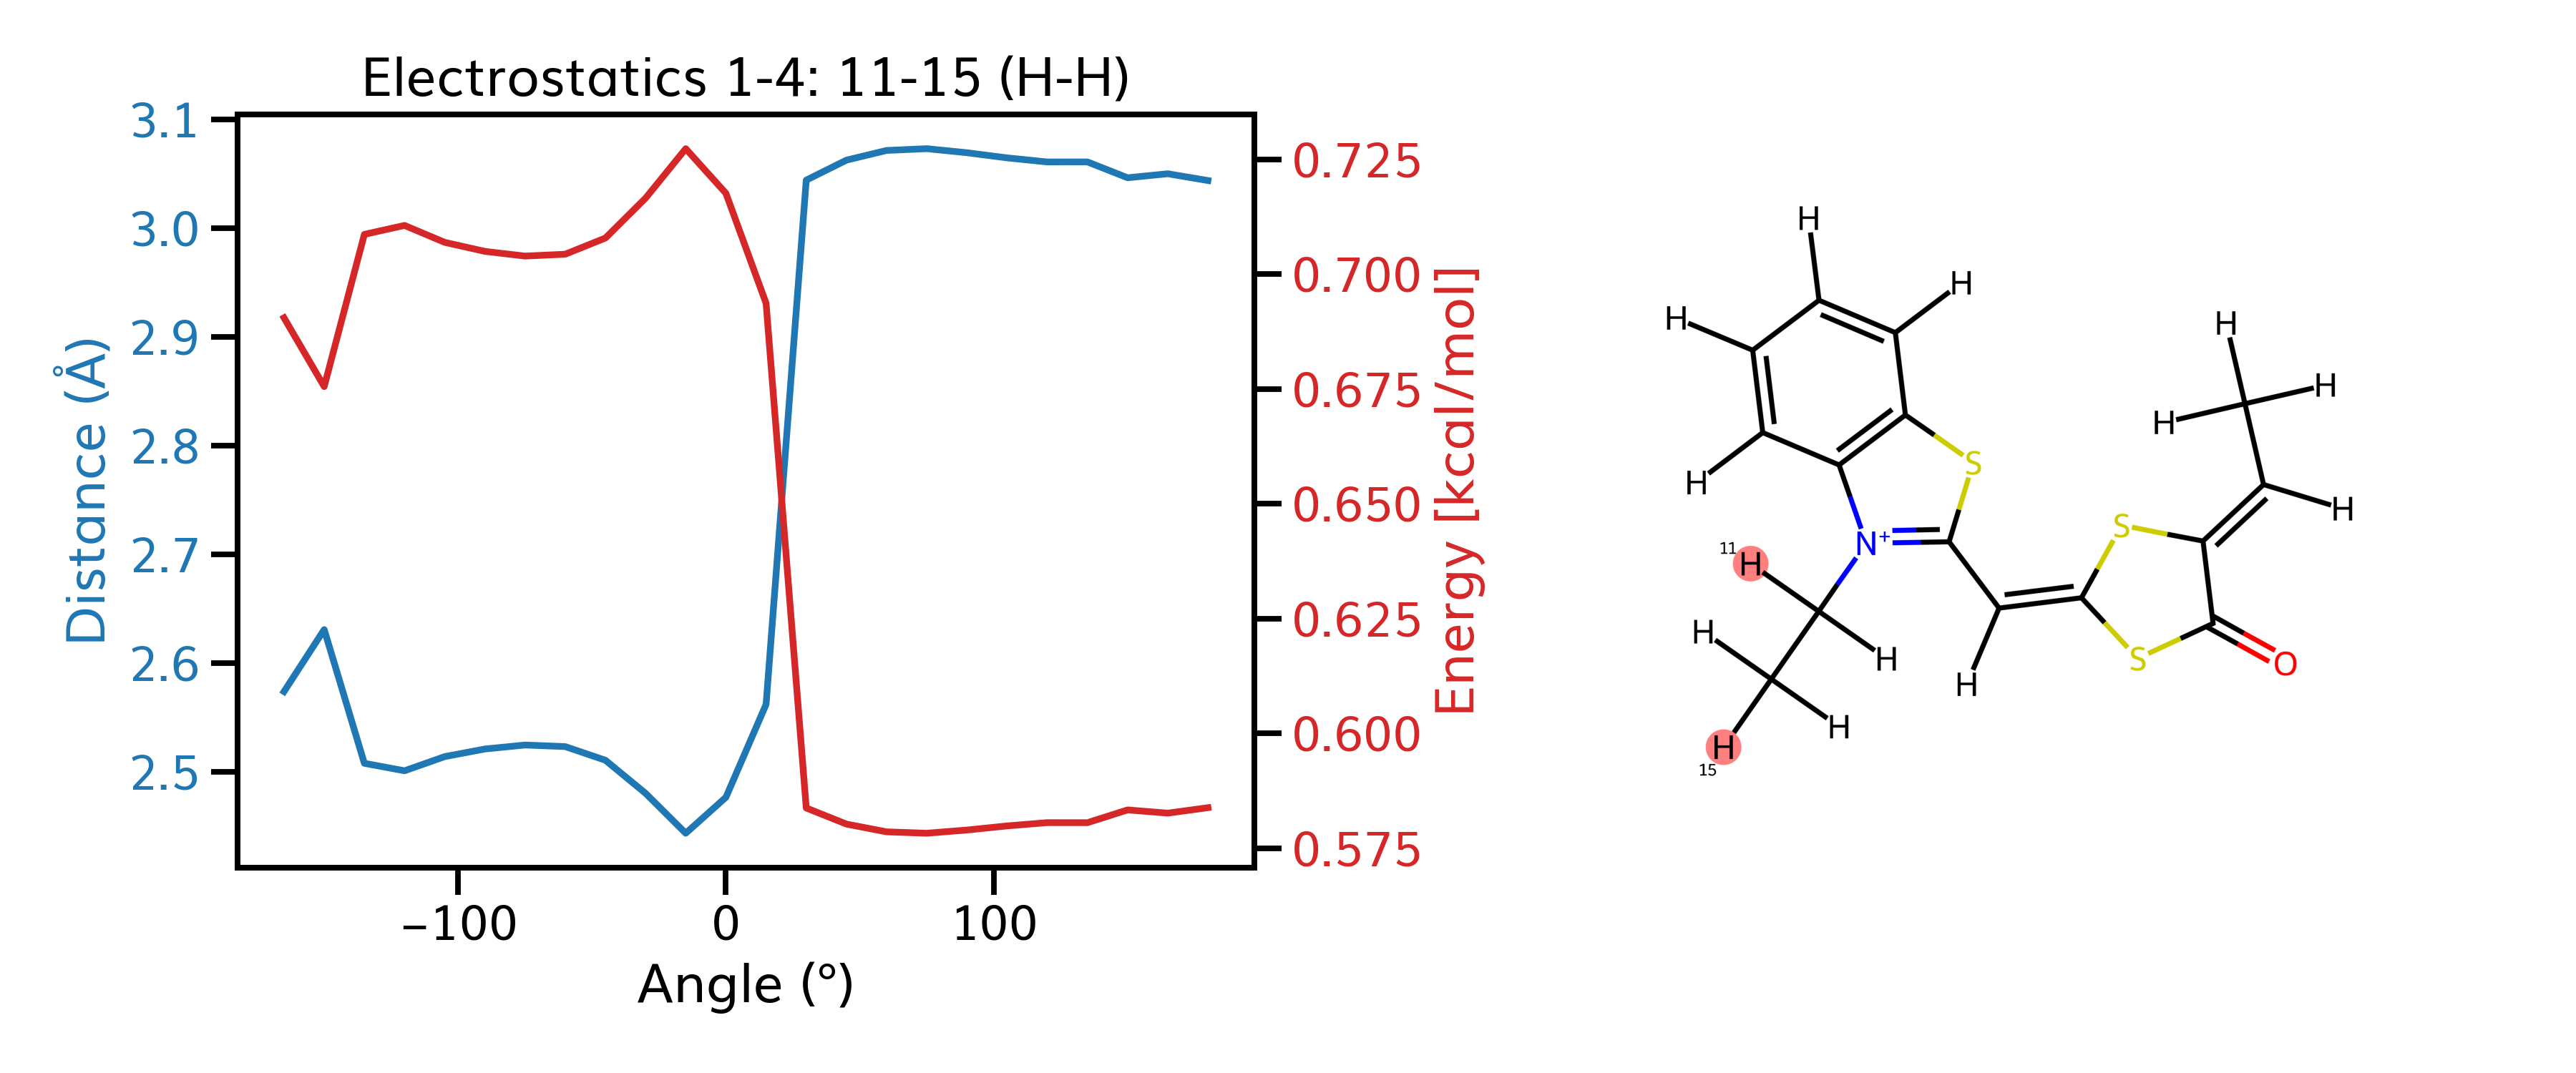 Electrostatics 1-4: 11-15 (H-H)
3.1
3.0
2.9
2.8
2.7
2.6
2.5
Distance (Å)
−100
0
100
Angle (°)
0.725
0.700
0.675
0.650
0.625
0.600
0.575
Energy [kcal/mol]
H
H
H
H
H
H
H
S
H
H
S
N⁺
11
H
H
H
S
O
H
H
H
15